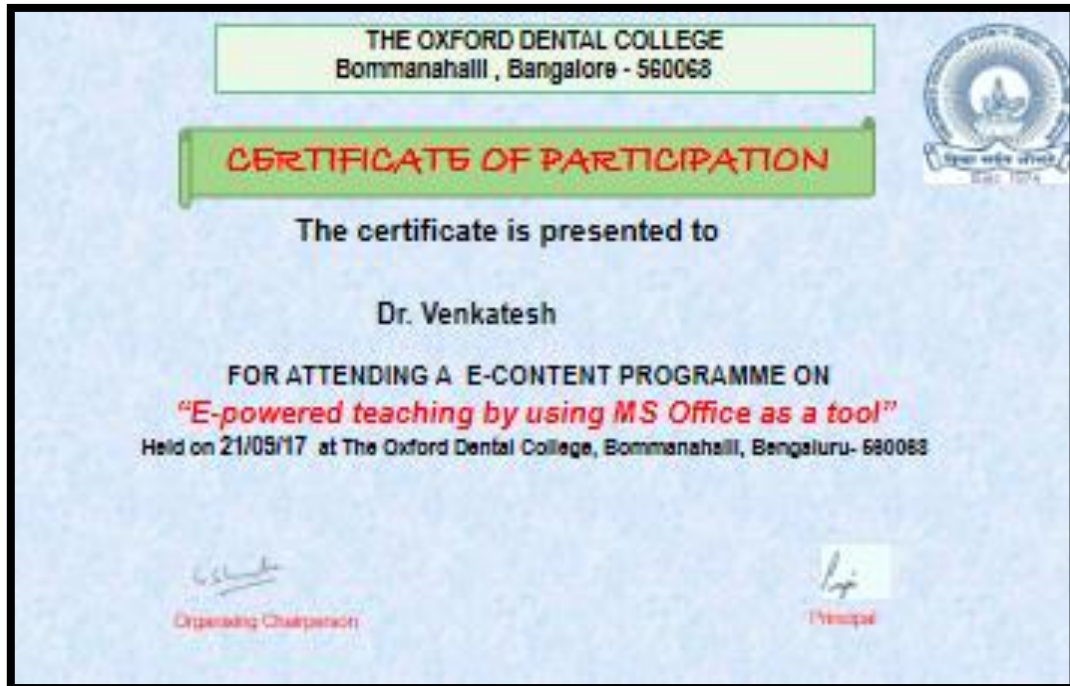 THE OXFORD DENTAL COLLEGE
Bommanahalli , Bangalore - 560068
CERTIFICATE OF PARTICIPATION
The certificate is presented to
Dr. Venkatesh
FOR ATTENDING A E-CONTENT PROGRAMME ON
“E-powered teaching by using MS Office as a tool”
Held on 21/09/17 at The Oxford Dental College, Bommanahalli, Bengaluru- 560068
Organising Chairperson
Principal